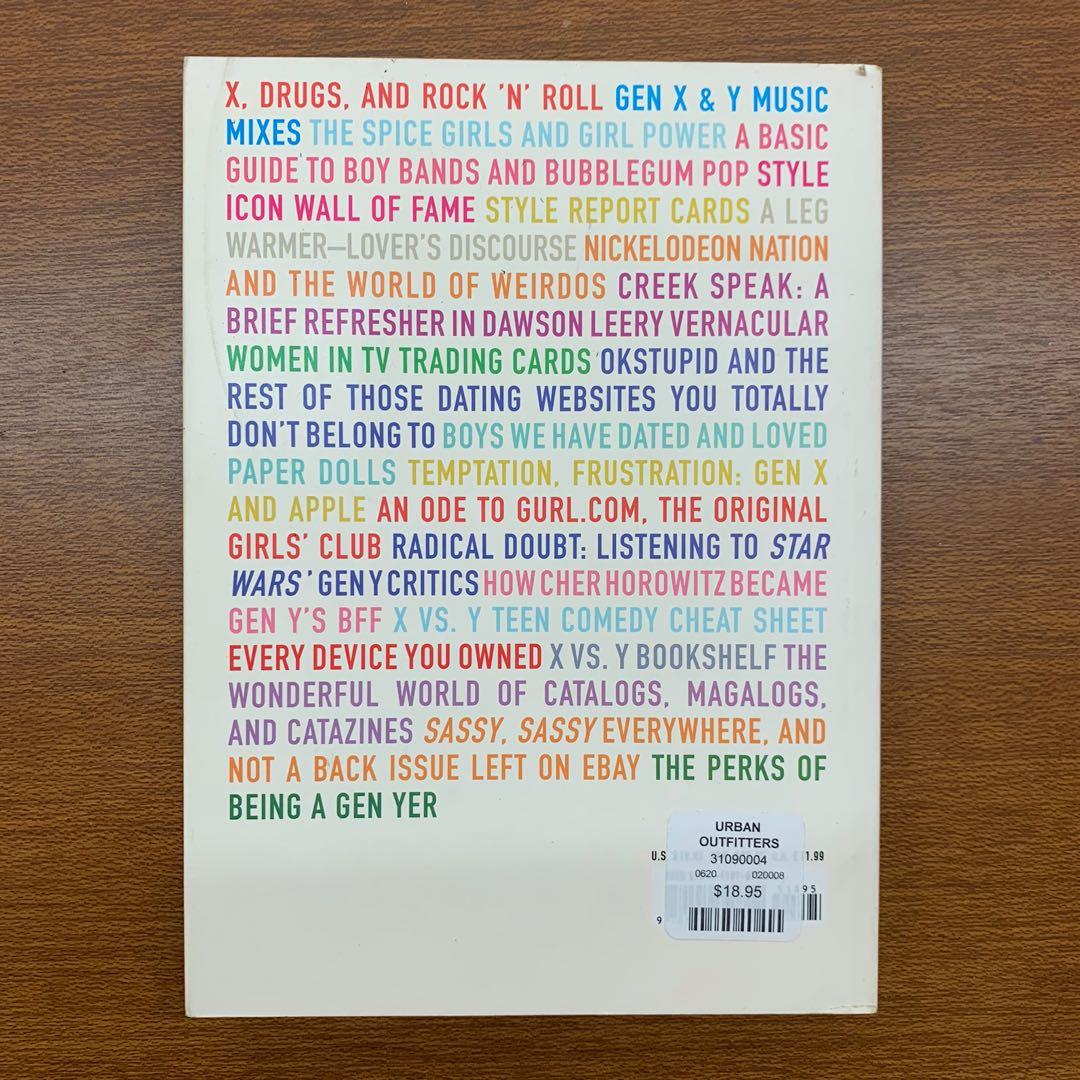 X, DRUGS, AND ROCK 'N' ROLL GEN X & Y MUSIC
MIXES THE SPICE GIRLS AND GIRL POWER A BASIC
GUIDE TO BOY BANDS AND BUBBLEGUM POP STYLE
ICON WALL OF FAME STYLE REPORT CARDS A LEG
WARMER—LOVER'S DISCOURSE NICKELODEON NATION
AND THE WORLD OF WEIRDOS CREEK SPEAK: A
BRIEF REFRESHER IN DAWSON LEERY VERNACULAR
WOMEN IN TV TRADING CARDS OKSTUPID AND THE
REST OF THOSE DATING WEBSITES YOU TOTALLY
DON'T BELONG TO BOYS WE HAVE DATED AND LOVED
PAPER DOLLS TEMPTATION, FRUSTRATION: GEN X
AND APPLE AN ODE TO GURL.COM, THE ORIGINAL
GIRLS' CLUB RADICAL DOUBT: LISTENING TO STAR
WARS' GEN Y CRITICS HOW CHER HOROWITZ BECAME
GEN Y'S BFF X VS. Y TEEN COMEDY CHEAT SHEET
EVERY DEVICE YOU OWNED X VS. Y BOOKSHELF THE
WONDERFUL WORLD OF CATALOGS, MAGALOGS,
AND CATAZINES SASSY, SASSY EVERYWHERE, AND
NOT A BACK ISSUE LEFT ON EBAY THE PERKS OF
BEING A GEN YER
URBAN
OUTFITTERS
U.S. 1.99
31090004
0620 020008
$18.95
95
9